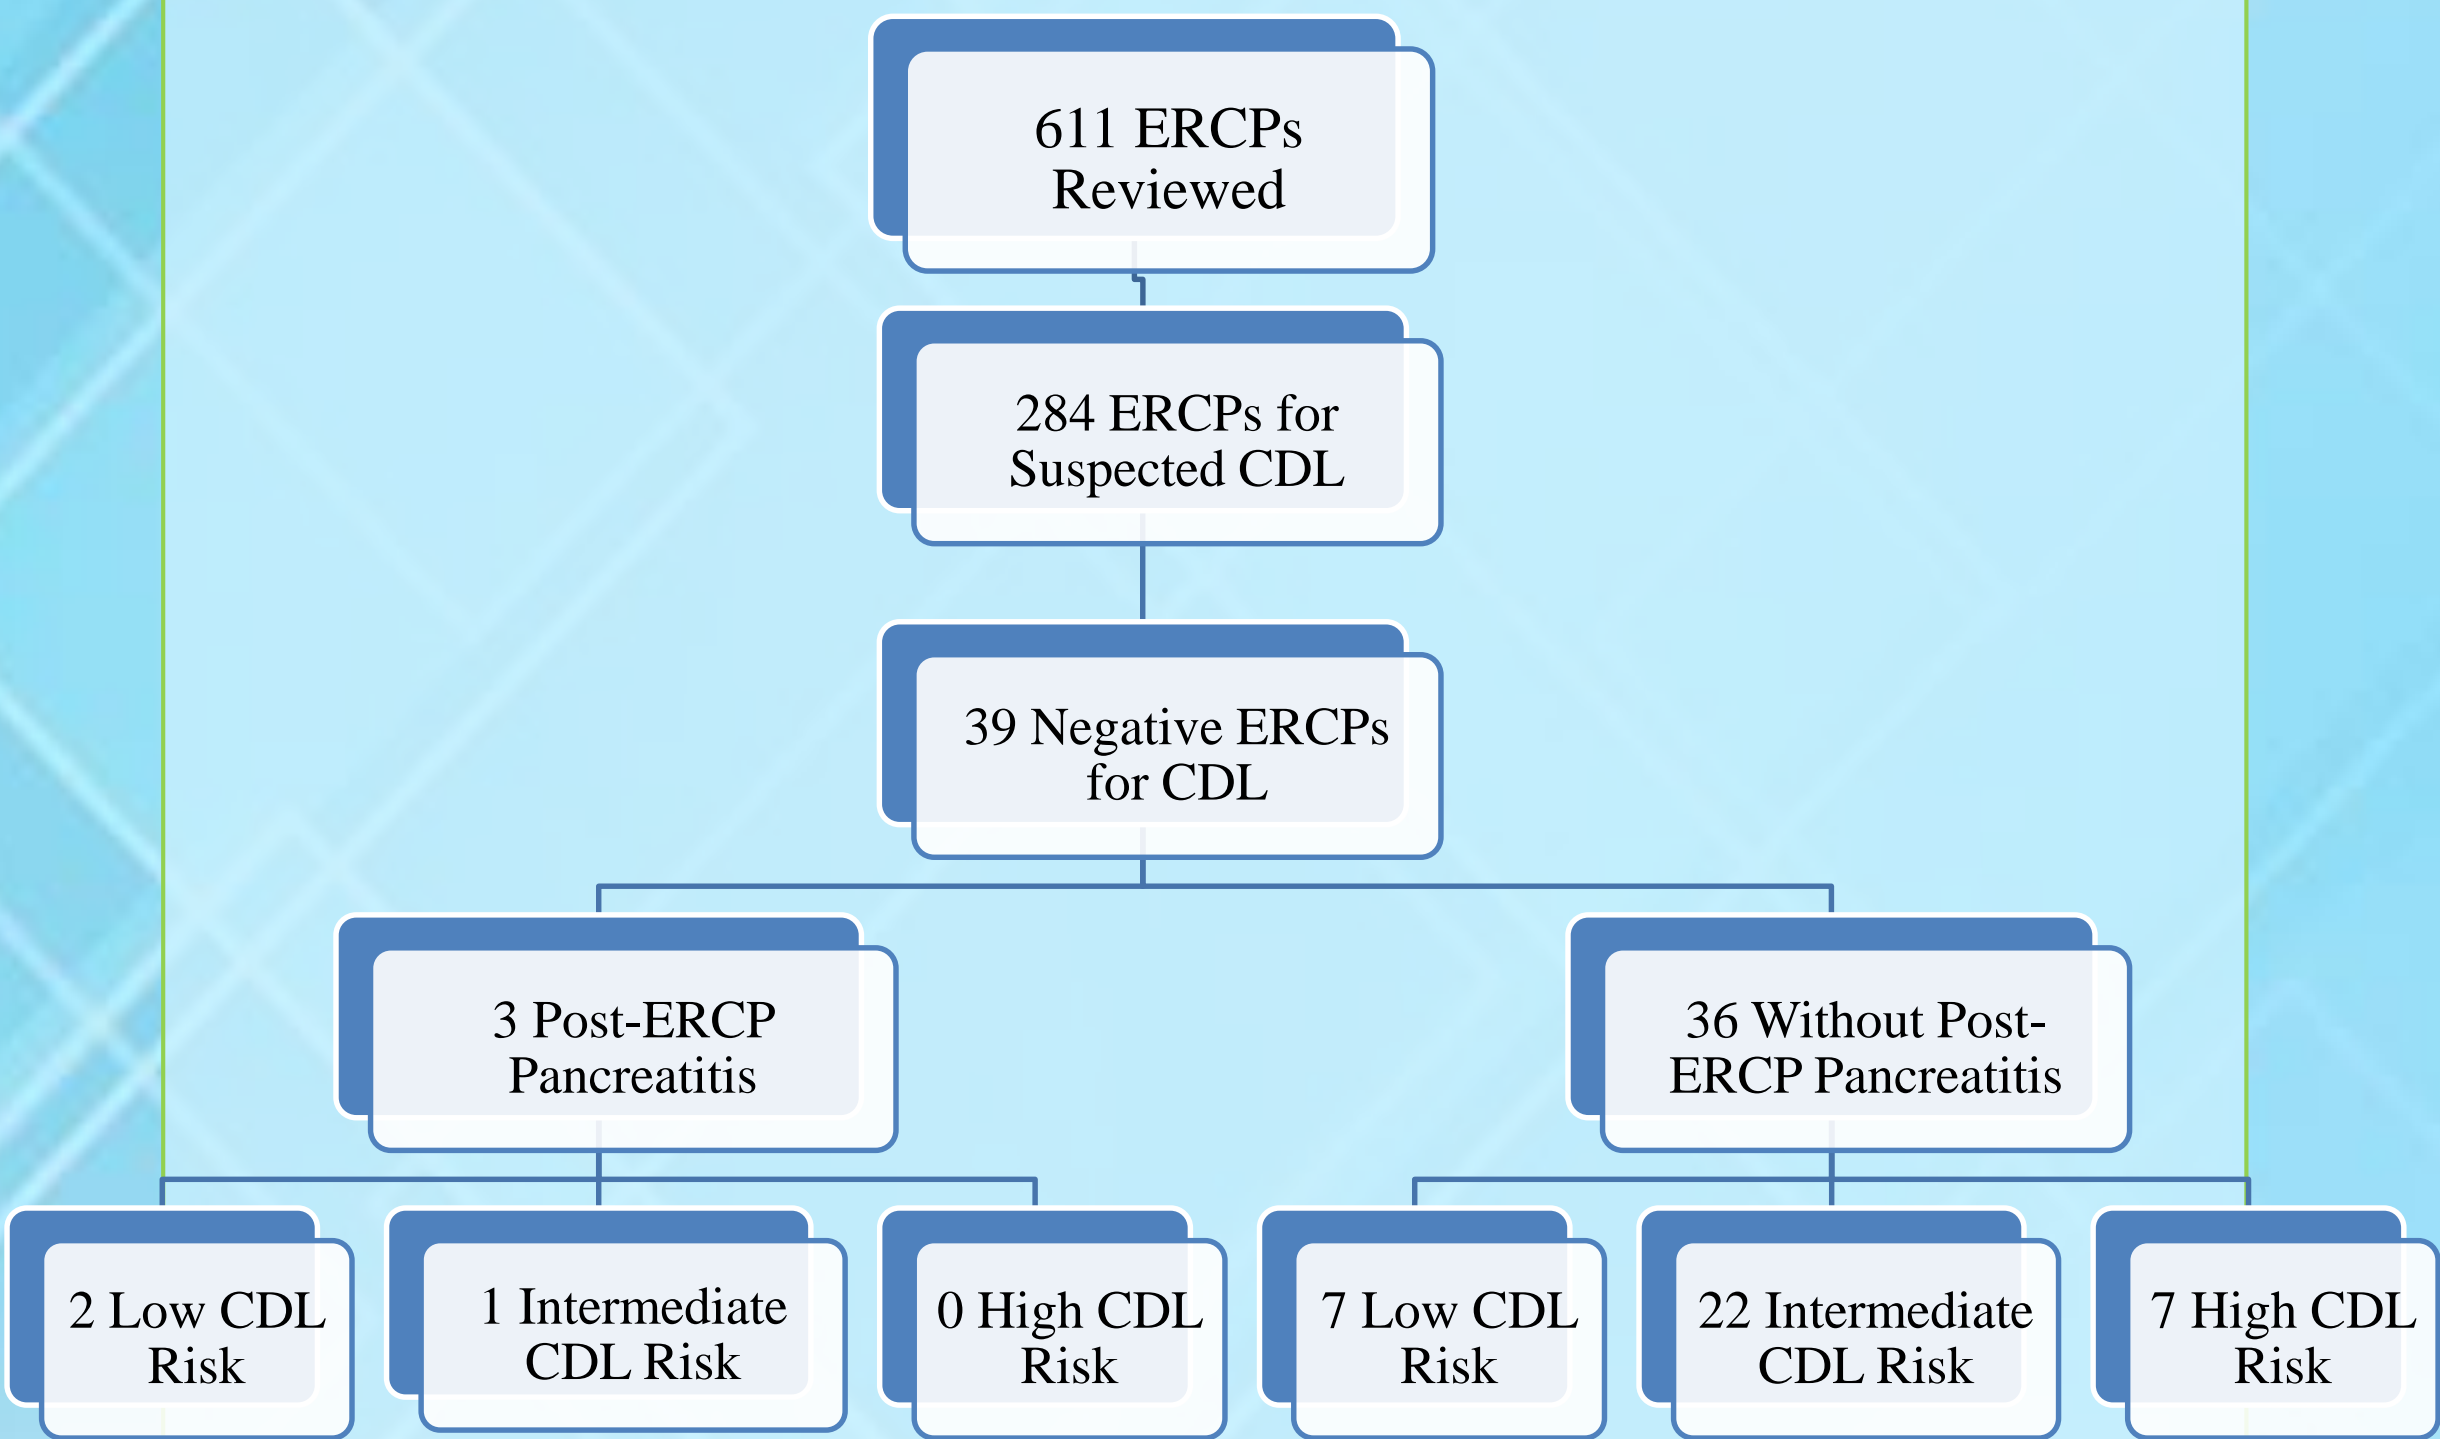 611 ERCPs
Reviewed
284 ERCPs for
Suspected CDL
39 Negative ERCPs
for CDL
3 Post-ERCP
Pancreatitis
36 Without Post-
ERCP Pancreatitis
2 Low CDL
Risk
1 Intermediate
CDL Risk
0 High CDL
Risk
7 Low CDL
Risk
22 Intermediate
CDL Risk
7 High CDL
Risk